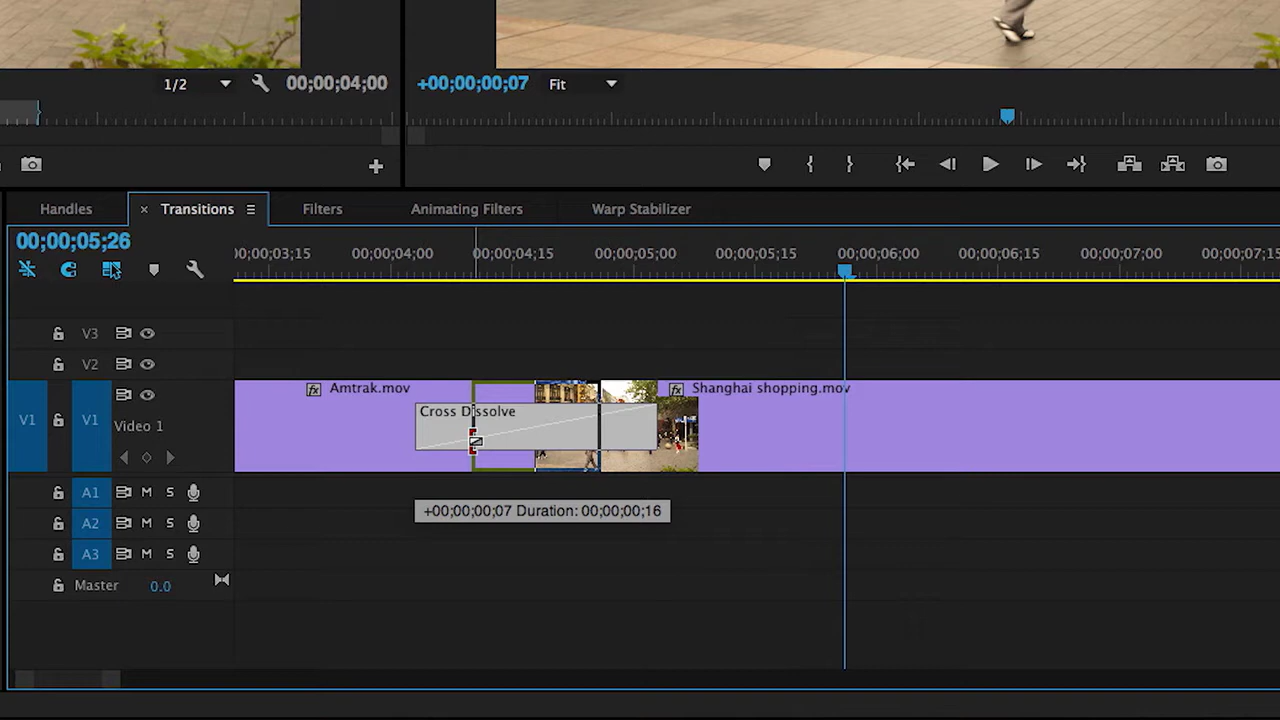 1/2 00;00;04;00 +00;00;00;07 Fit
Handles × Transitions Filters Animating Filters Warp Stabilizer
00;00;05;26
00;00;03;15 00;00;04;00 00;00;04;15 00;00;05;00 00;00;05;15 00;00;06;00 00;00;06;15 00;00;07;00 00;00;07;15
V3
V2
fx Amtrak.mov fx Shanghai shopping.mov
Cross Dissolve
V1 V1 Video 1
A1 M S
+00;00;00;07 Duration: 00;00;00;16
A2 M S
A3 M S
Master 0.0